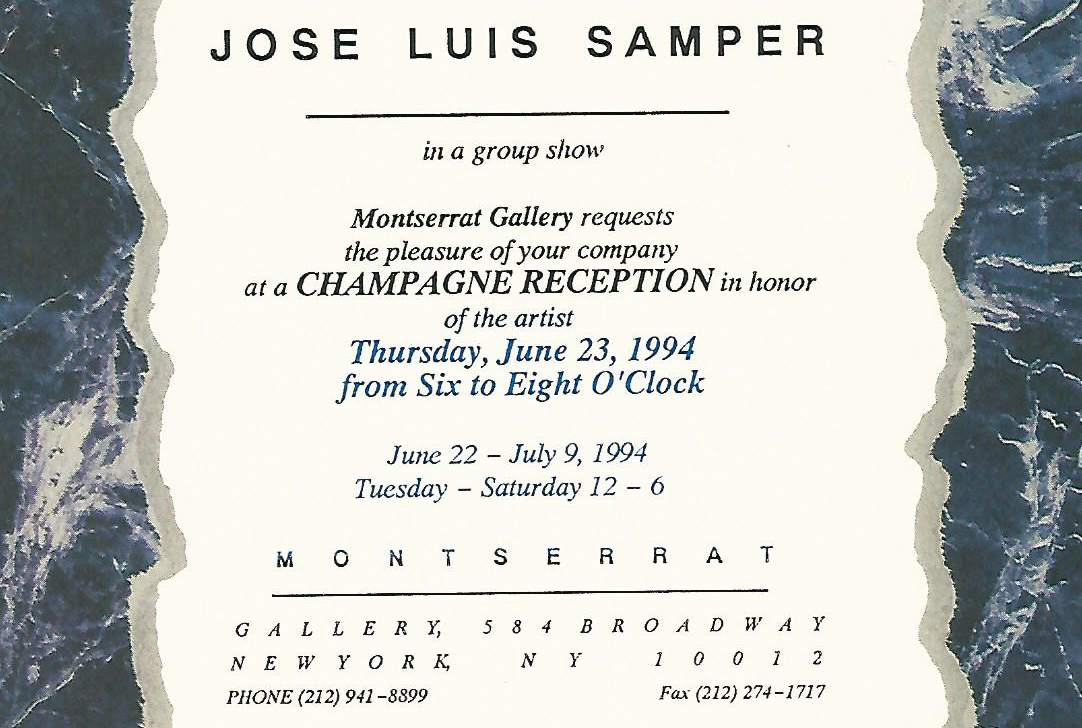 JOSE LUIS SAMPER
in a group show
Montserrat Gallery requests
the pleasure of your company
at a CHAMPAGNE RECEPTION in honor
of the artist
Thursday, June 23, 1994
from Six to Eight O'Clock
June 22 – July 9, 1994
Tuesday – Saturday 12 – 6
MONTSERRAT
GALLERY, 584 BROADWAY
NEW YORK, NY 10012
PHONE (212) 941-8899 Fax (212) 274-1717